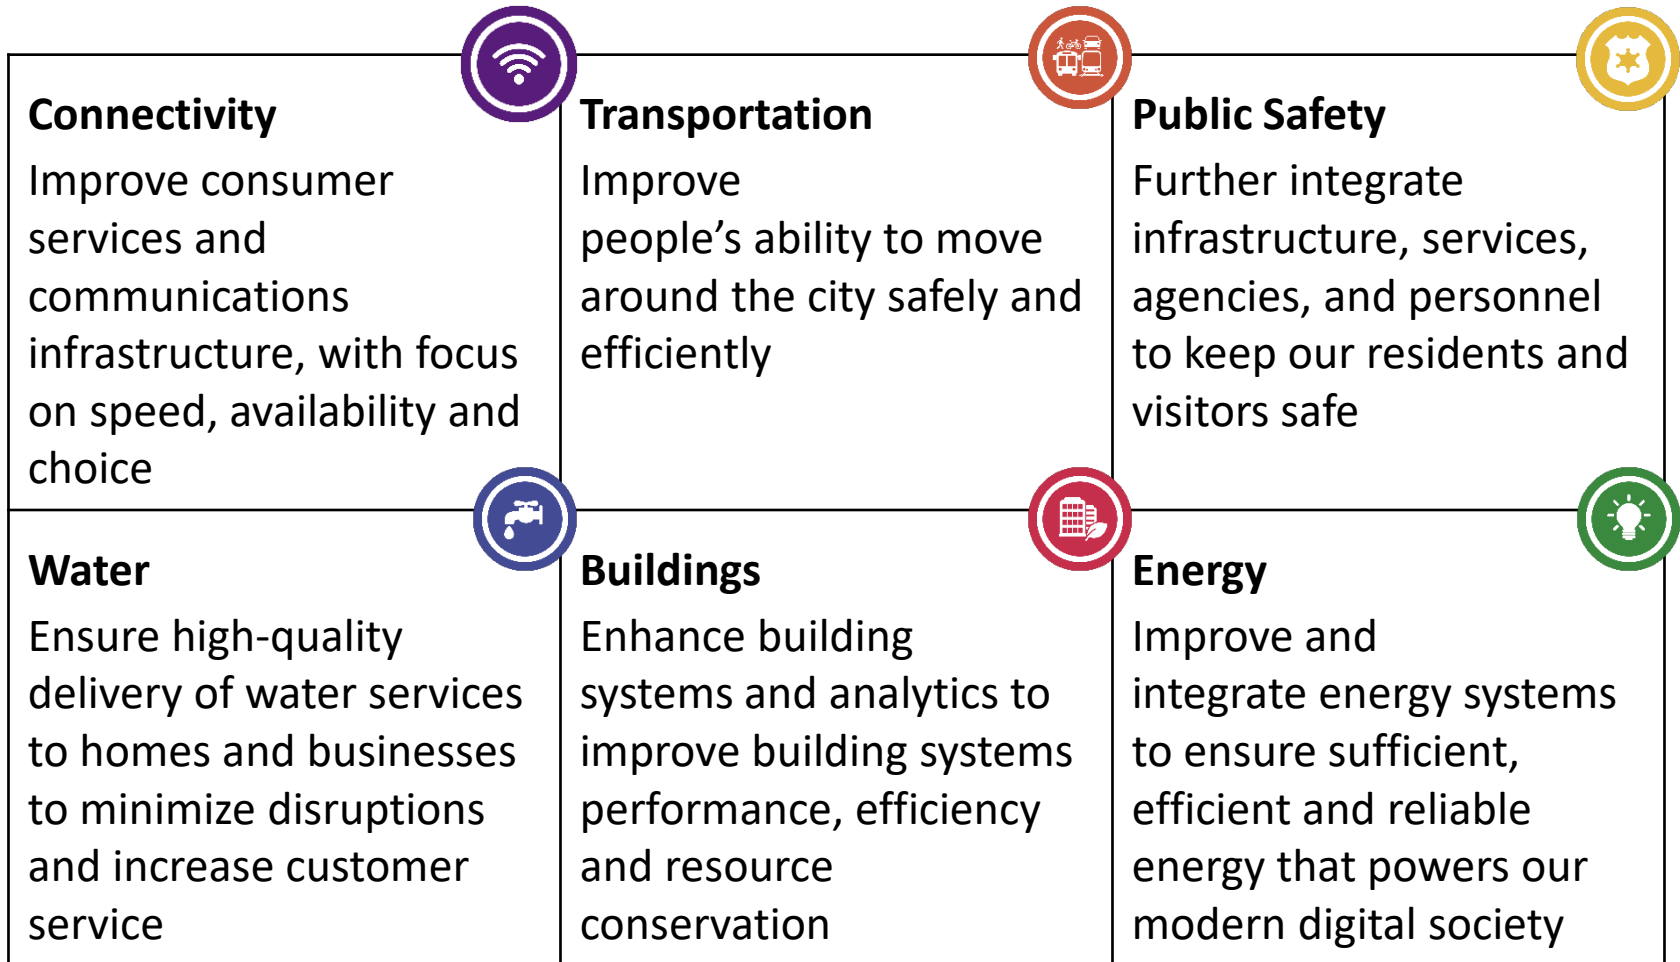 Connectivity
Improve consumer
services and
communications
infrastructure, with focus
on speed, availability and
choice
Transportation
Improve
people’s ability to move
around the city safely and
efficiently
Public Safety
Further integrate
infrastructure, services,
agencies, and personnel
to keep our residents and
visitors safe
Water
Ensure high-quality
delivery of water services
to homes and businesses
to minimize disruptions
and increase customer
service
Buildings
Enhance building
systems and analytics to
improve building systems
performance, efficiency
and resource
conservation
Energy
Improve and
integrate energy systems
to ensure sufficient,
efficient and reliable
energy that powers our
modern digital society